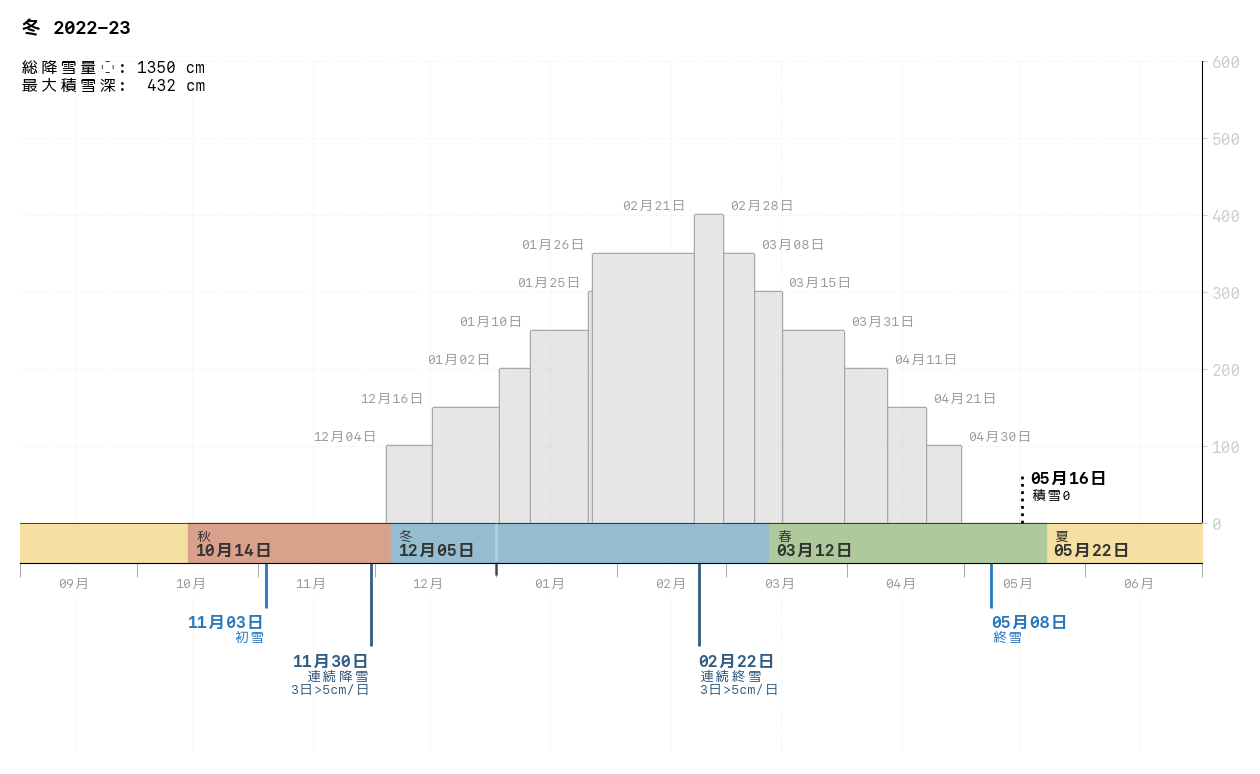 冬 2022-23
総降雪量: 1350 cm
最大積雪深: 432 cm
600
500
400
300
200
100
0
02月21日
02月28日
01月26日
03月08日
01月25日
03月15日
01月10日
03月31日
01月02日
04月11日
12月16日
04月21日
12月04日
04月30日
05月16日
積雪0
秋
10月14日
冬
12月05日
春
03月12日
夏
05月22日
09月
10月
11月
12月
01月
02月
03月
04月
05月
06月
11月03日
初雪
05月08日
終雪
11月30日
連続降雪
3日>5cm/日
02月22日
連続終雪
3日>5cm/日